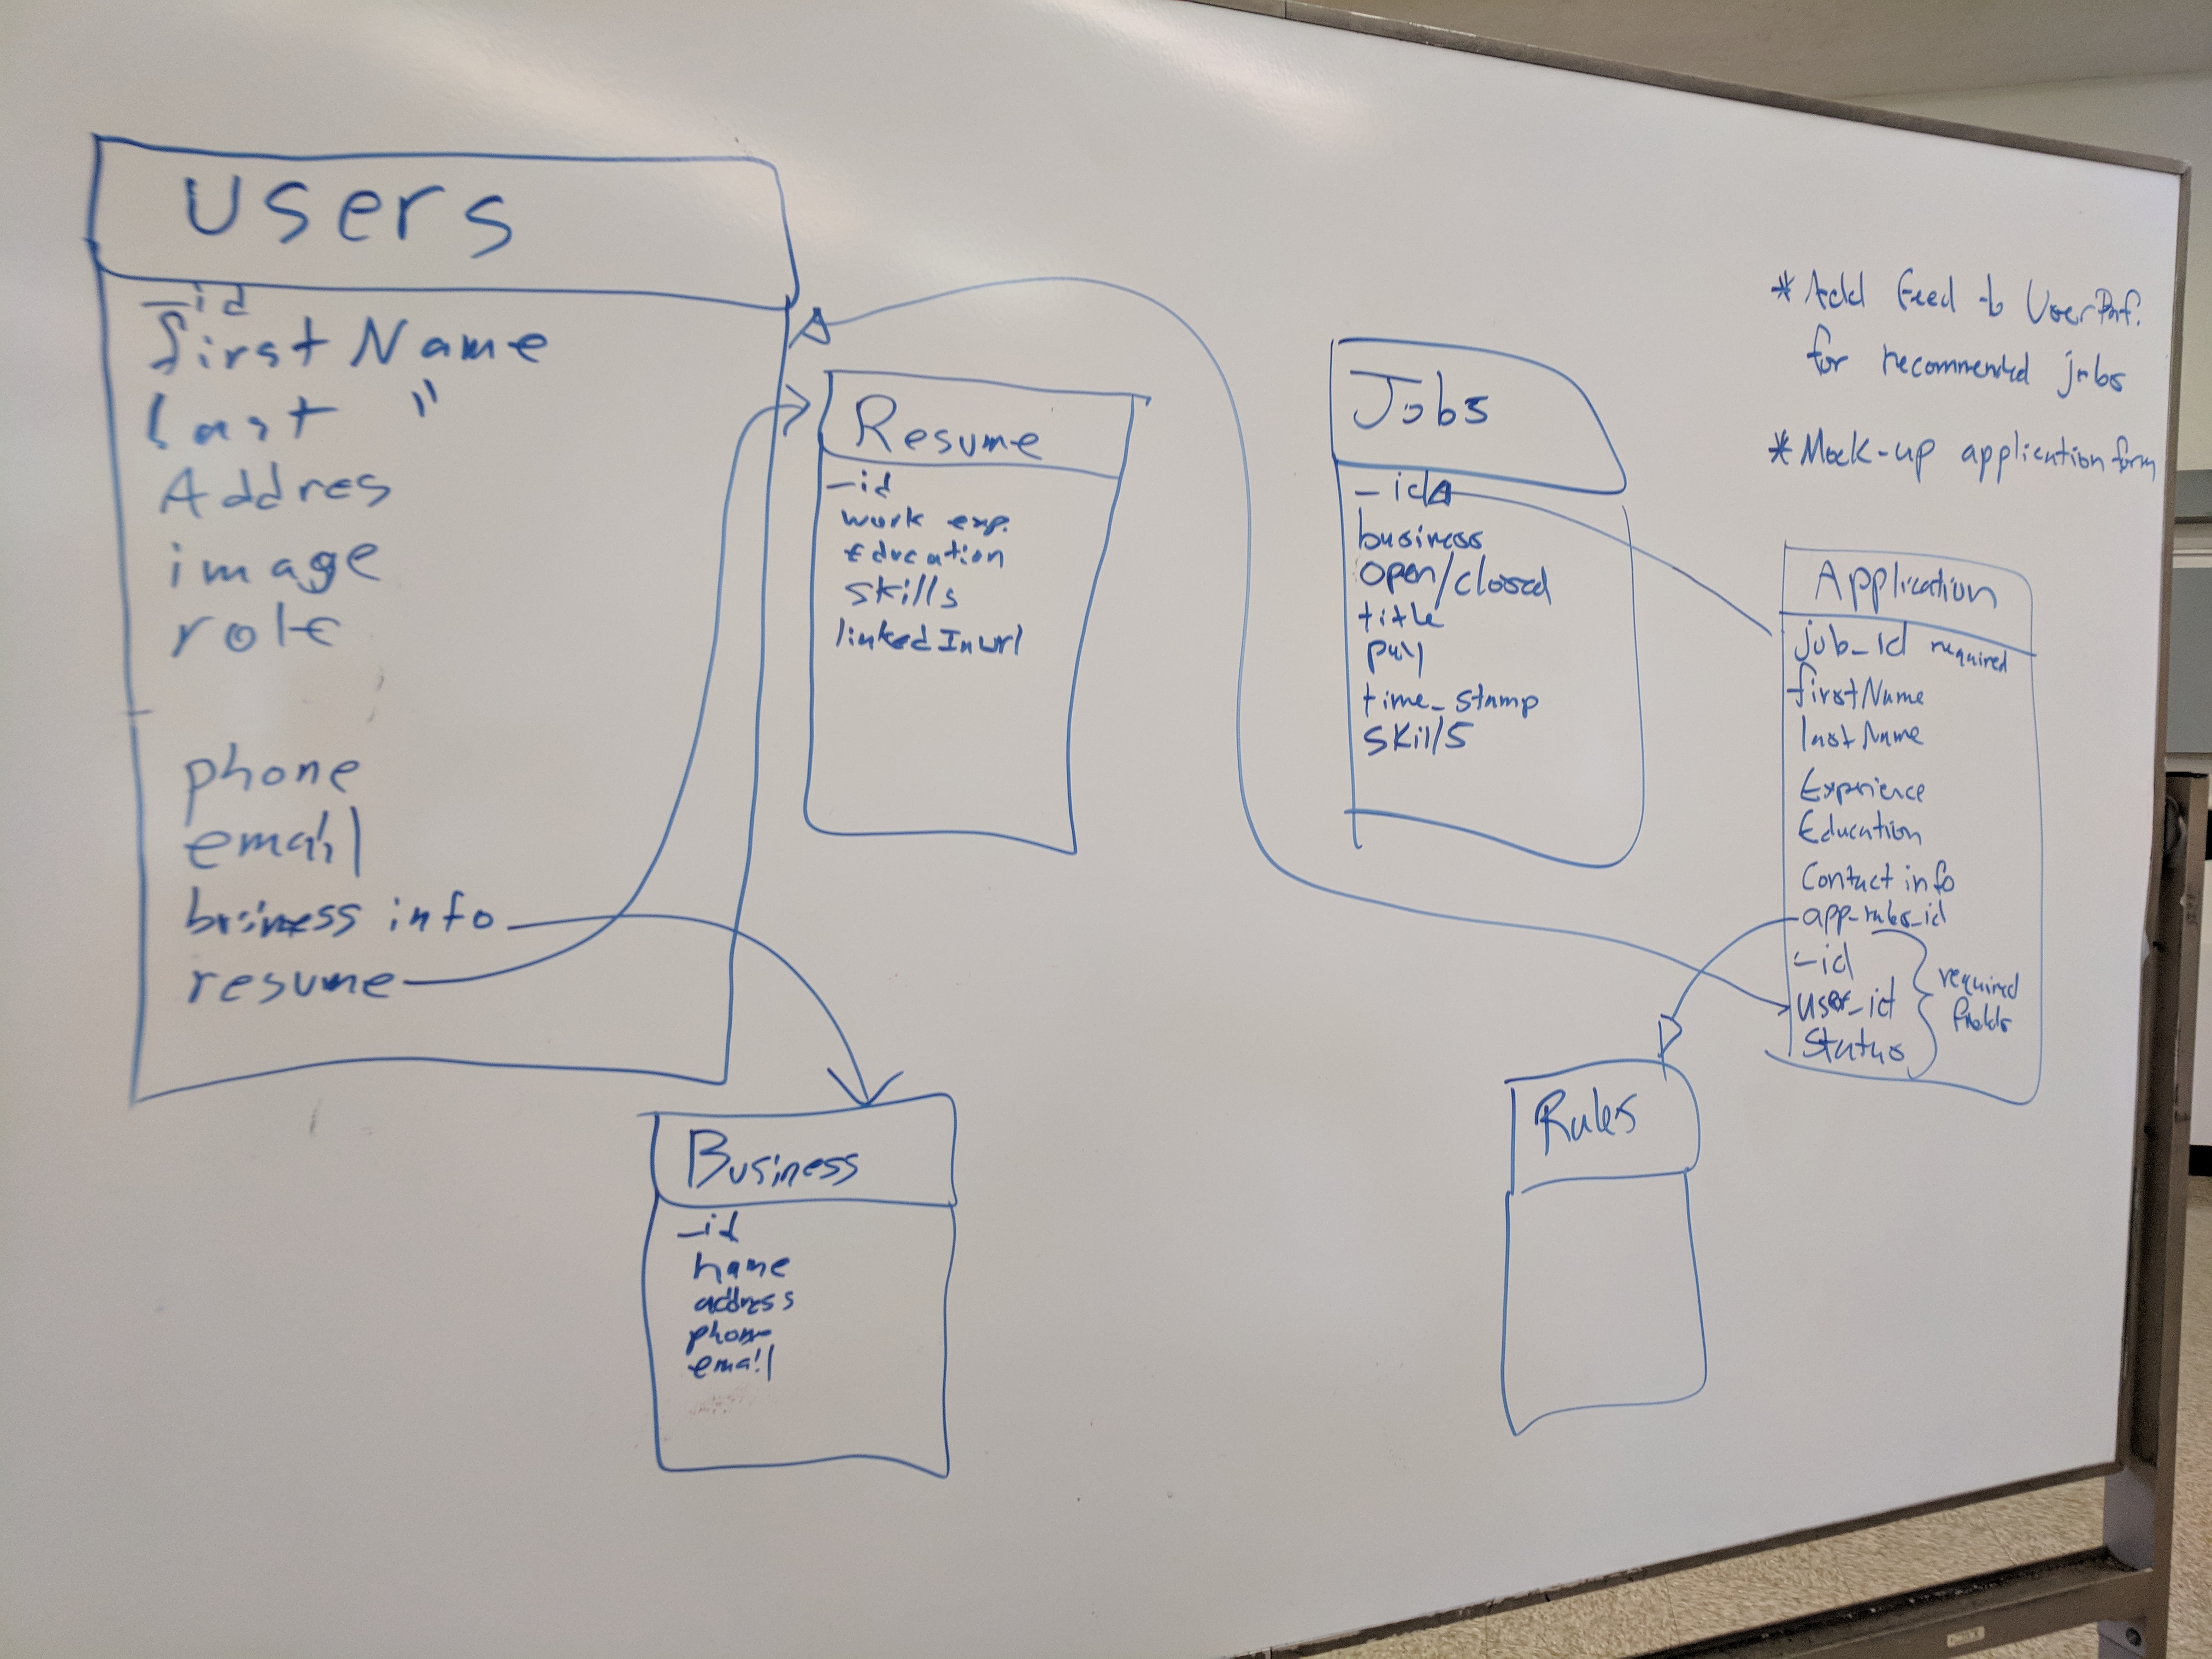 users
_id
first Name
last "
Addres
image
role
phone
email
business info
resume
Resume
_id
work exp.
Education
skills
linkedInurl
Business
_id
name
address
phone
email
Jobs
_id
business
open/closed
title
pay
time_stamp
skills
* Add feed to UserProf.
for recommended jobs
* Mock-up application form
Application
job_id required
firstName
lastName
Experience
Education
Contact info
app-rules_id
_id
user_id
Status
required
fields
Rules